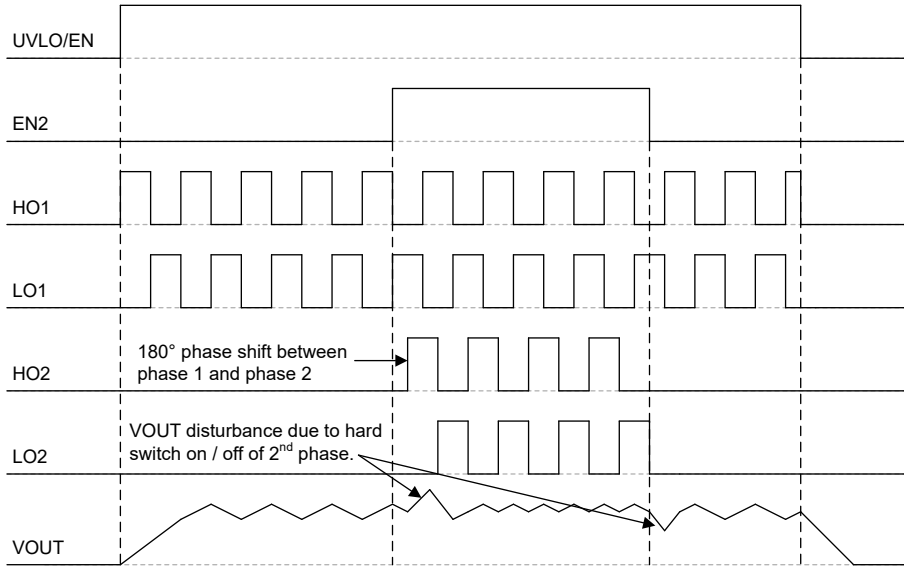 UVLO/EN
EN2
HO1
LO1
180° phase shift between
phase 1 and phase 2
HO2
VOUT disturbance due to hard
switch on / off of 2nd phase.
LO2
VOUT